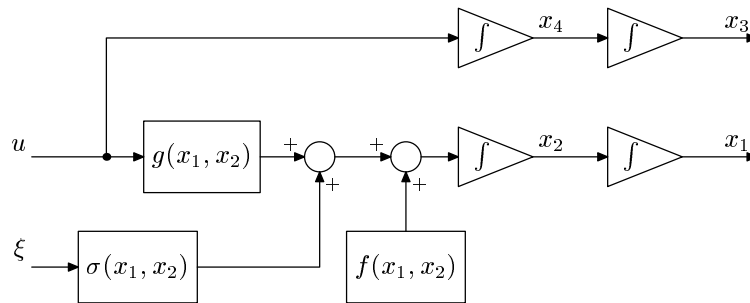 ∫ x₄ ∫ x₃
u g(x₁, x₂) + + + + ∫ x₂ ∫ x₁
ξ σ(x₁, x₂) f(x₁, x₂)